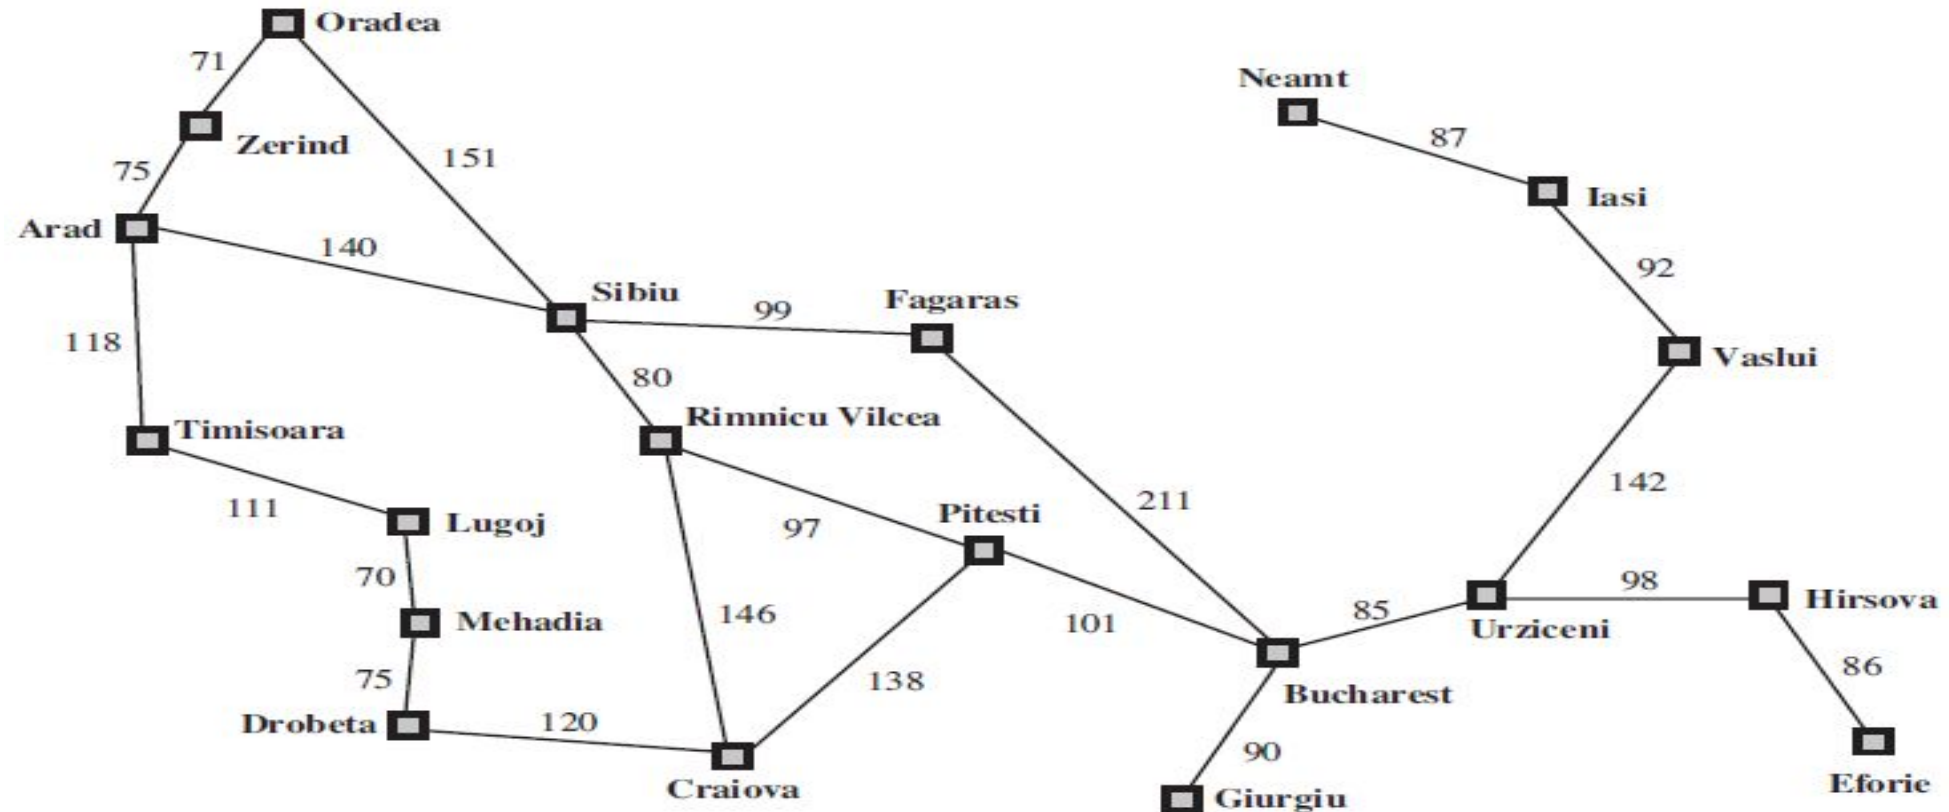 Oradea
71
Neamt
87
Zerind
151
75
Iasi
Arad
140
92
Sibiu
Fagaras
99
118
Vaslui
80
Rimnicu Vilcea
Timisoara
142
211
111
Lugoj
97
Pitesti
70
98
Hirsova
146
101
85
Mehadia
Urziceni
86
75
138
Bucharest
Drobeta
120
90
Craiova
Eforie
Giurgiu